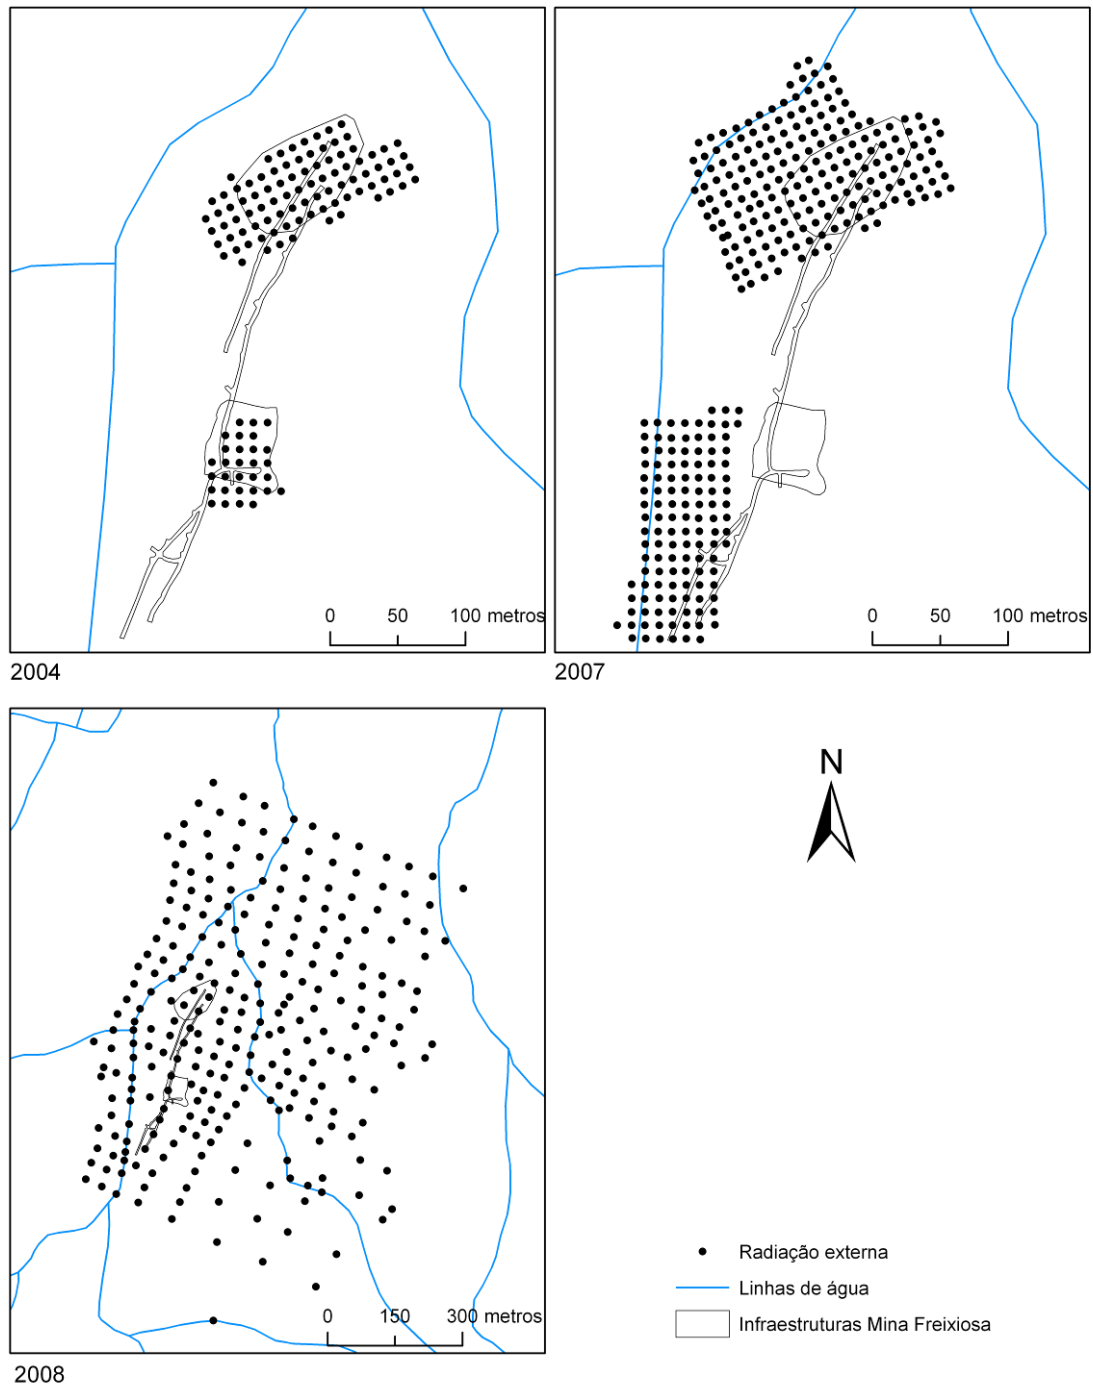 0 50 100 metros
2004
0 50 100 metros
2007
N
0 150 300 metros
2008
Radiação externa
Linhas de água
Infraestruturas Mina Freixiosa